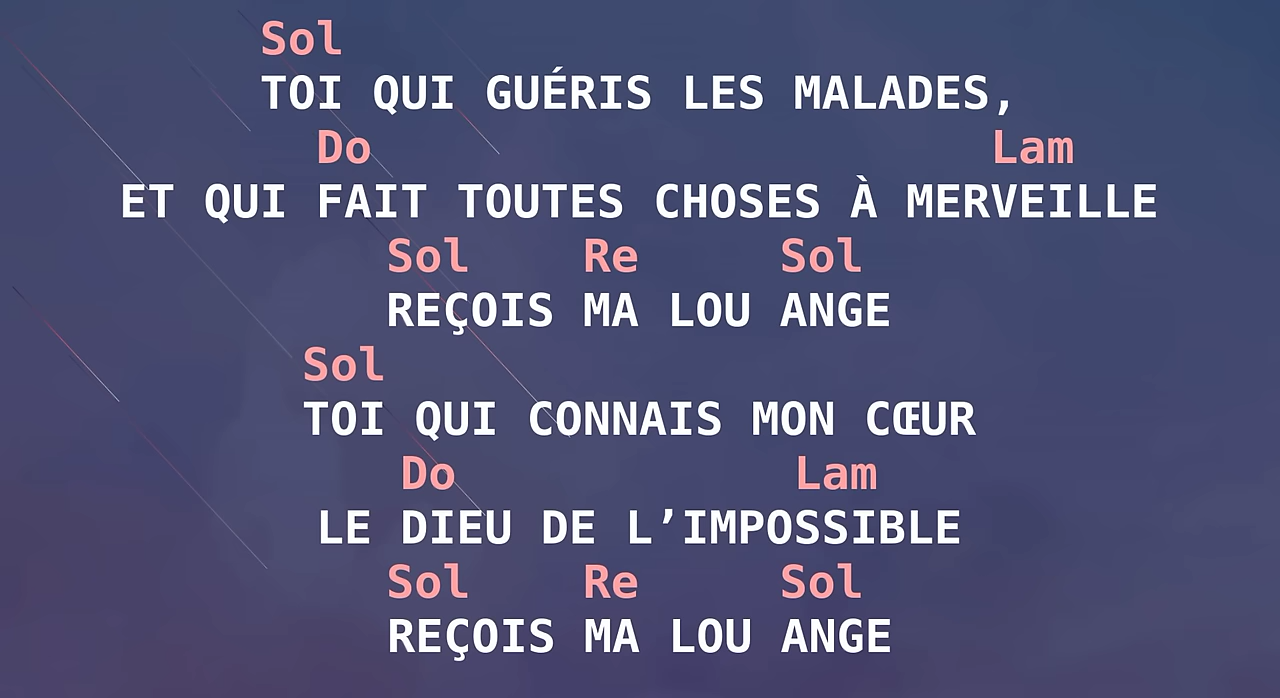 Sol
TOI QUI GUÉRIS LES MALADES,
Do Lam
ET QUI FAIT TOUTES CHOSES À MERVEILLE
Sol Re Sol
REÇOIS MA LOU ANGE
Sol
TOI QUI CONNAIS MON CŒUR
Do Lam
LE DIEU DE L’IMPOSSIBLE
Sol Re Sol
REÇOIS MA LOU ANGE